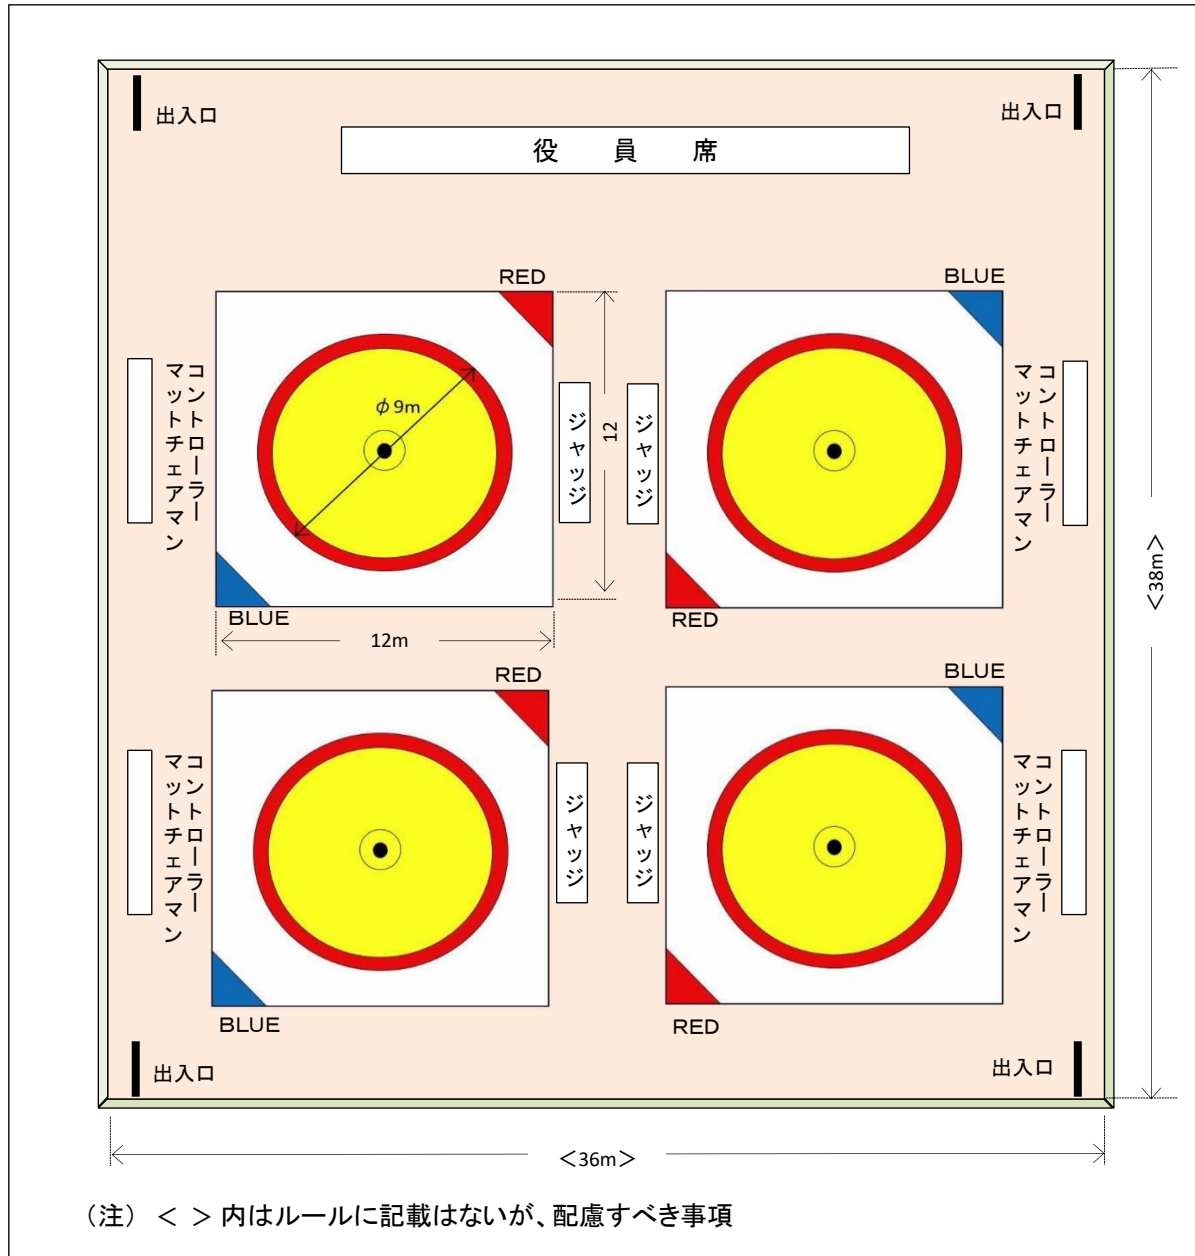 出入口
出入口
役員席
RED
BLUE
コントローラー
マットチェアマン
φ9m
ジャッジ
12
ジャッジ
コントローラー
マットチェアマン
<38m>
BLUE
12m
RED
RED
BLUE
コントローラー
マットチェアマン
ジャッジ
ジャッジ
コントローラー
マットチェアマン
BLUE
RED
出入口
出入口
<36m>
（注） < > 内はルールに記載はないが、配慮すべき事項